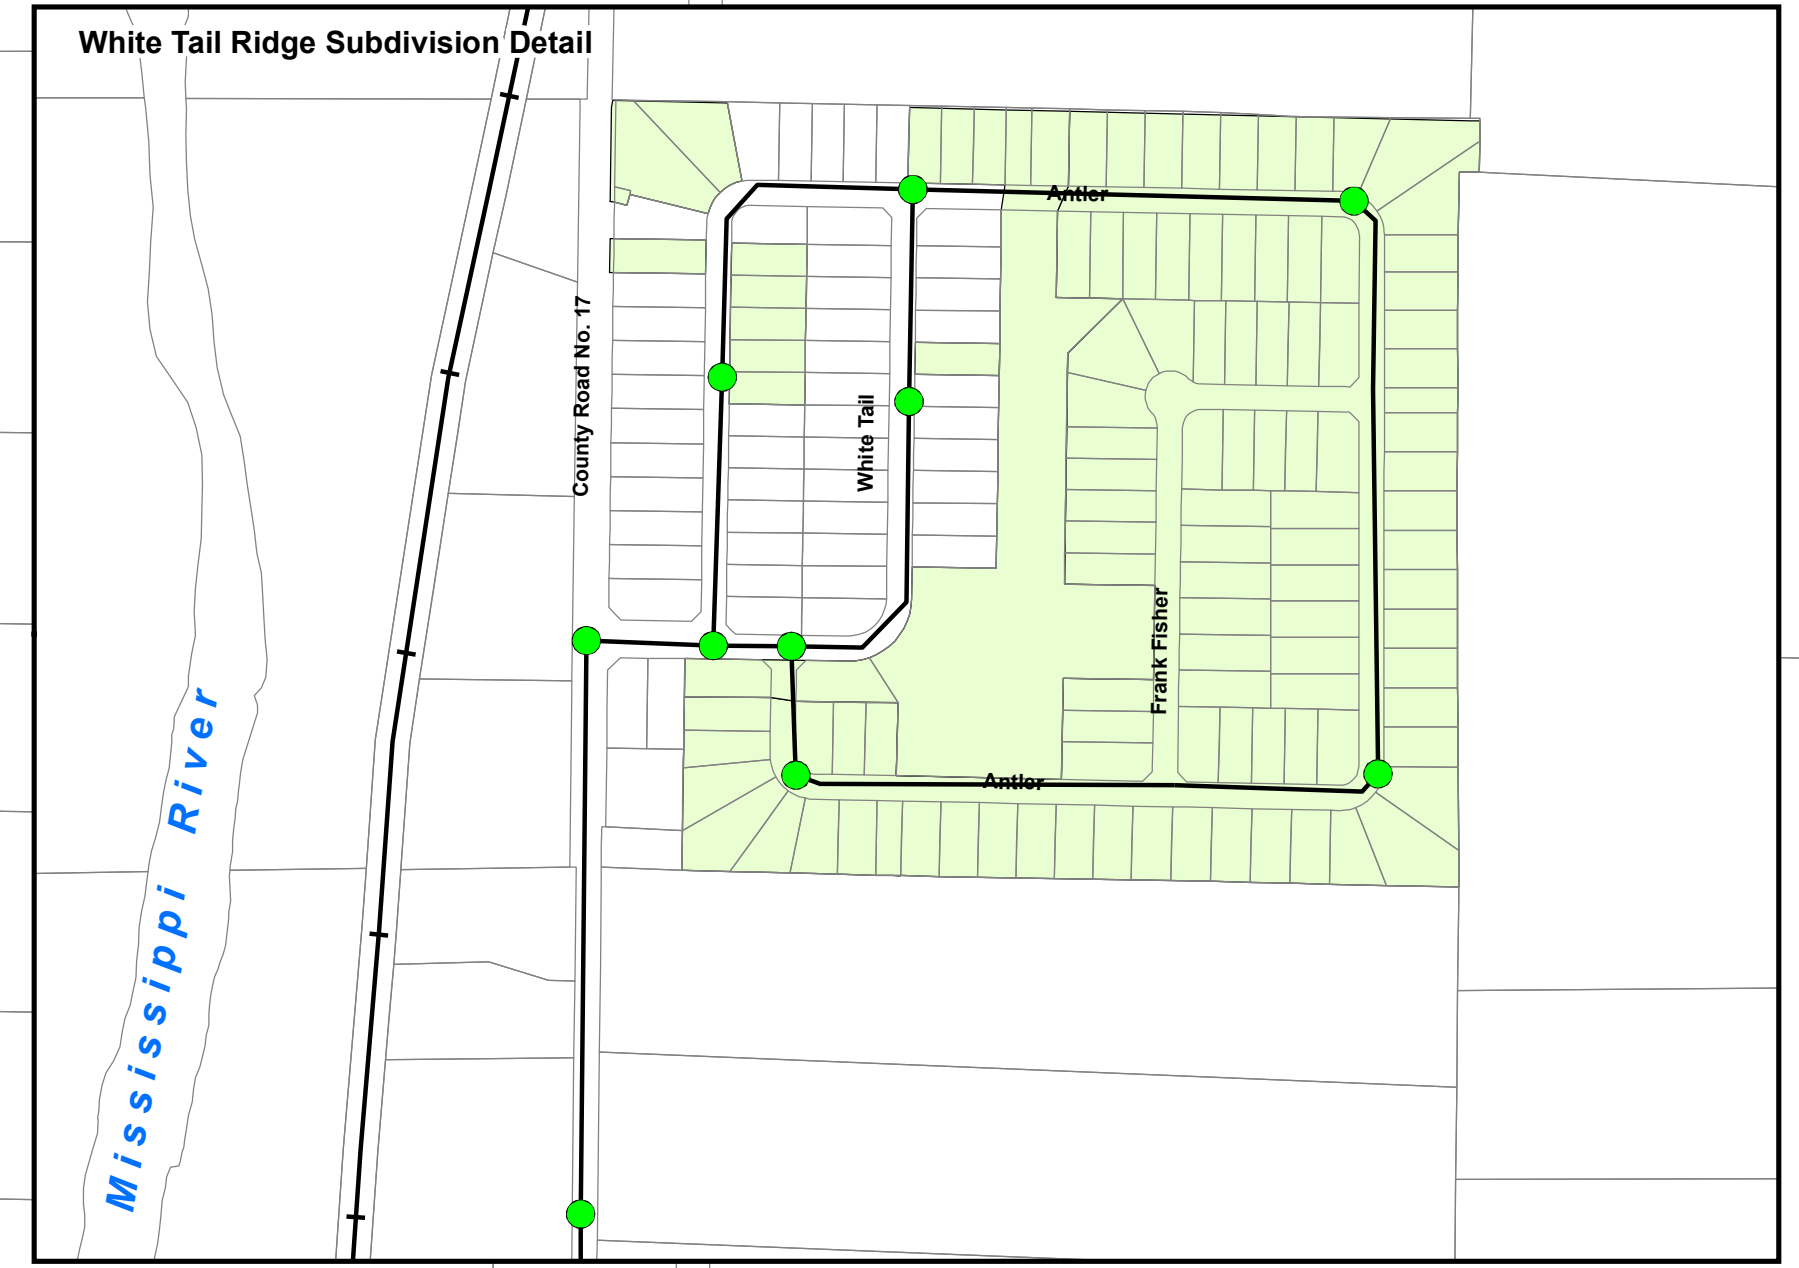 White Tail Ridge Subdivision Detail
Antler
County Road No. 17
White Tail
Frank Fisher
Antler
Mississippi River